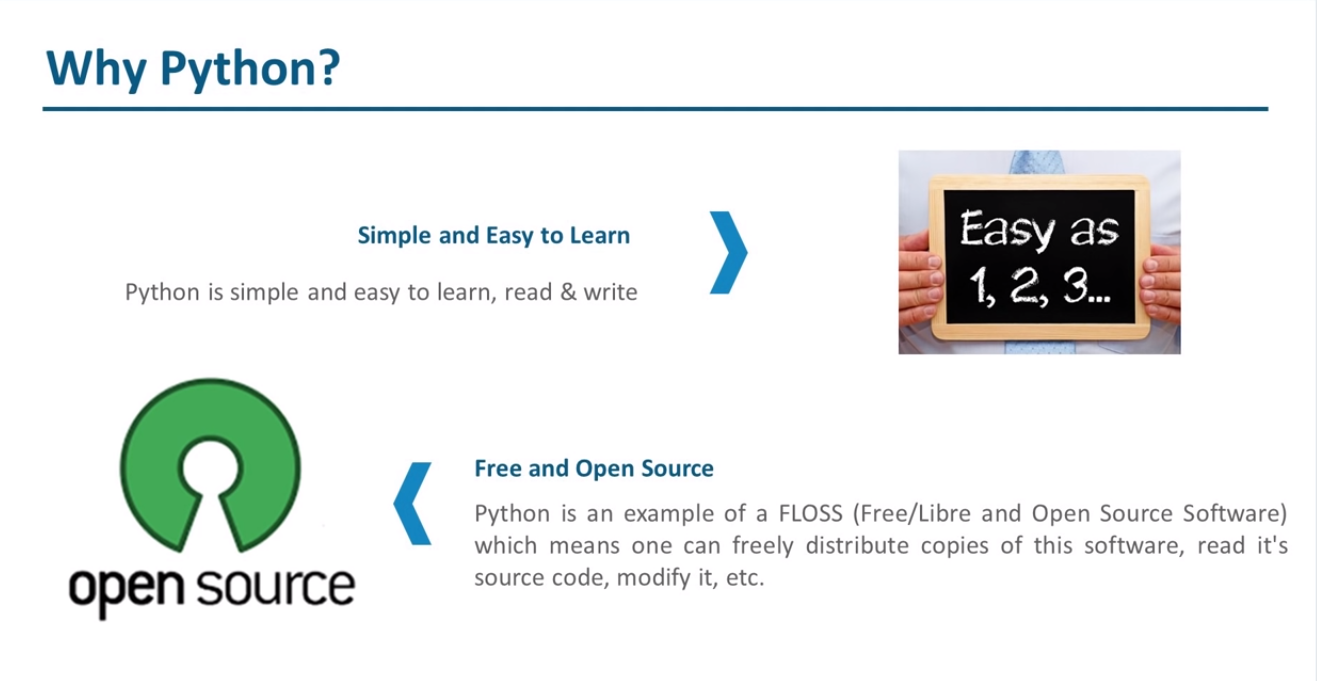 Why Python?
Simple and Easy to Learn
Python is simple and easy to learn, read & write
Easy as
1, 2, 3...
open source
Free and Open Source
Python is an example of a FLOSS (Free/Libre and Open Source Software)
which means one can freely distribute copies of this software, read it's
source code, modify it, etc.